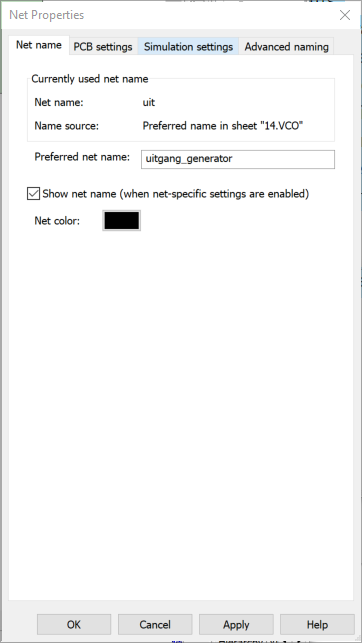 Net Properties
Net name PCB settings Simulation settings Advanced naming
Currently used net name
Net name: uit
Name source: Preferred name in sheet "14.VCO"
Preferred net name: uitgang_generator
Show net name (when net-specific settings are enabled)
Net color:
OK Cancel Apply Help